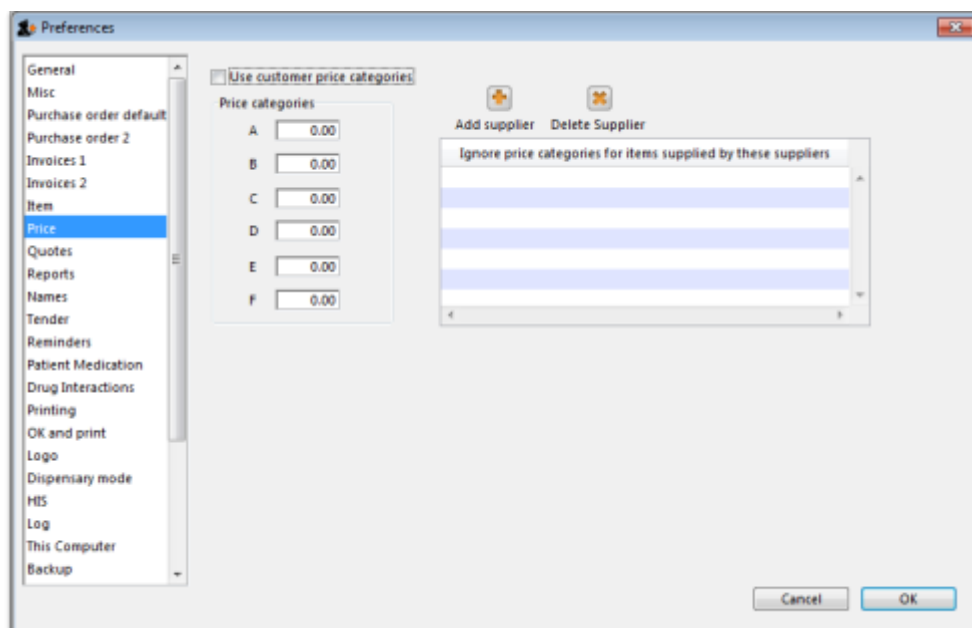 Preferences
General
Misc
Purchase order default
Purchase order 2
Invoices 1
Invoices 2
Item
Price
Quotes
Reports
Names
Tender
Reminders
Patient Medication
Drug Interactions
Printing
OK and print
Logo
Dispensary mode
HIS
Log
This Computer
Backup
Use customer price categories
Price categories
A 0.00
B 0.00
C 0.00
D 0.00
E 0.00
F 0.00
Add supplier Delete Supplier
Ignore price categories for items supplied by these suppliers
Cancel OK